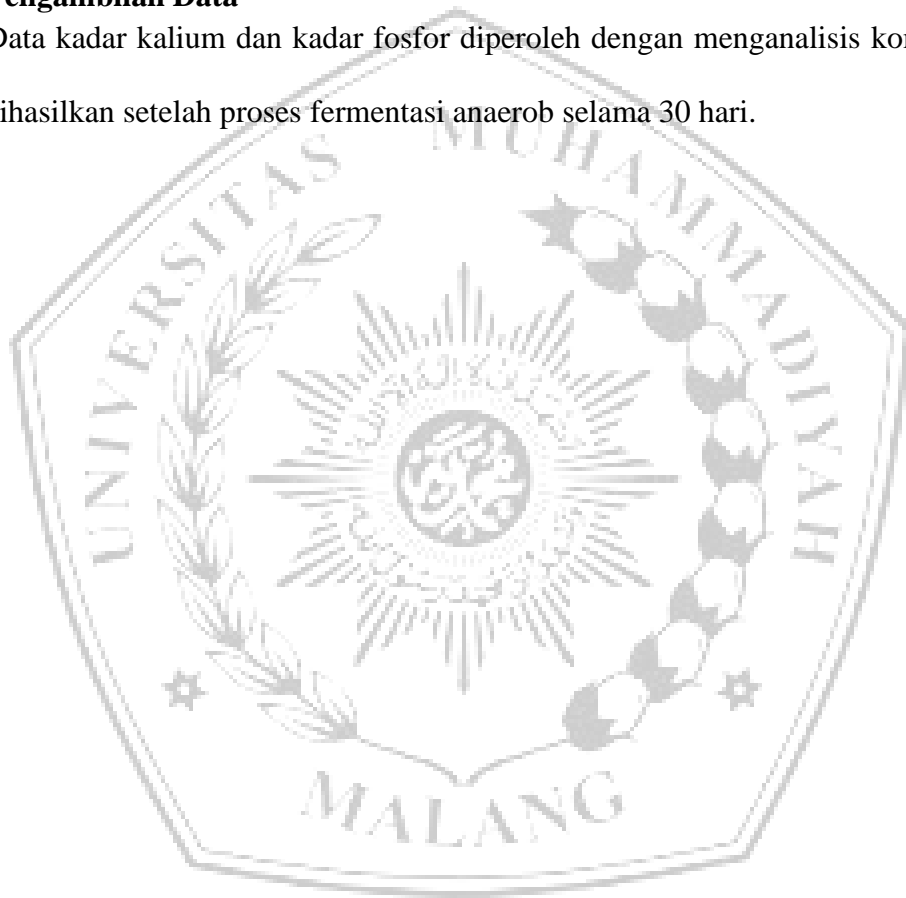 Pengambilan Data
Data kadar kalium dan kadar fosfor diperoleh dengan menganalisis
ihasilkan setelah proses fermentasi anaerob selama 30 hari.
UNIVERSITAS MUHAMMADIYAH
MALANG